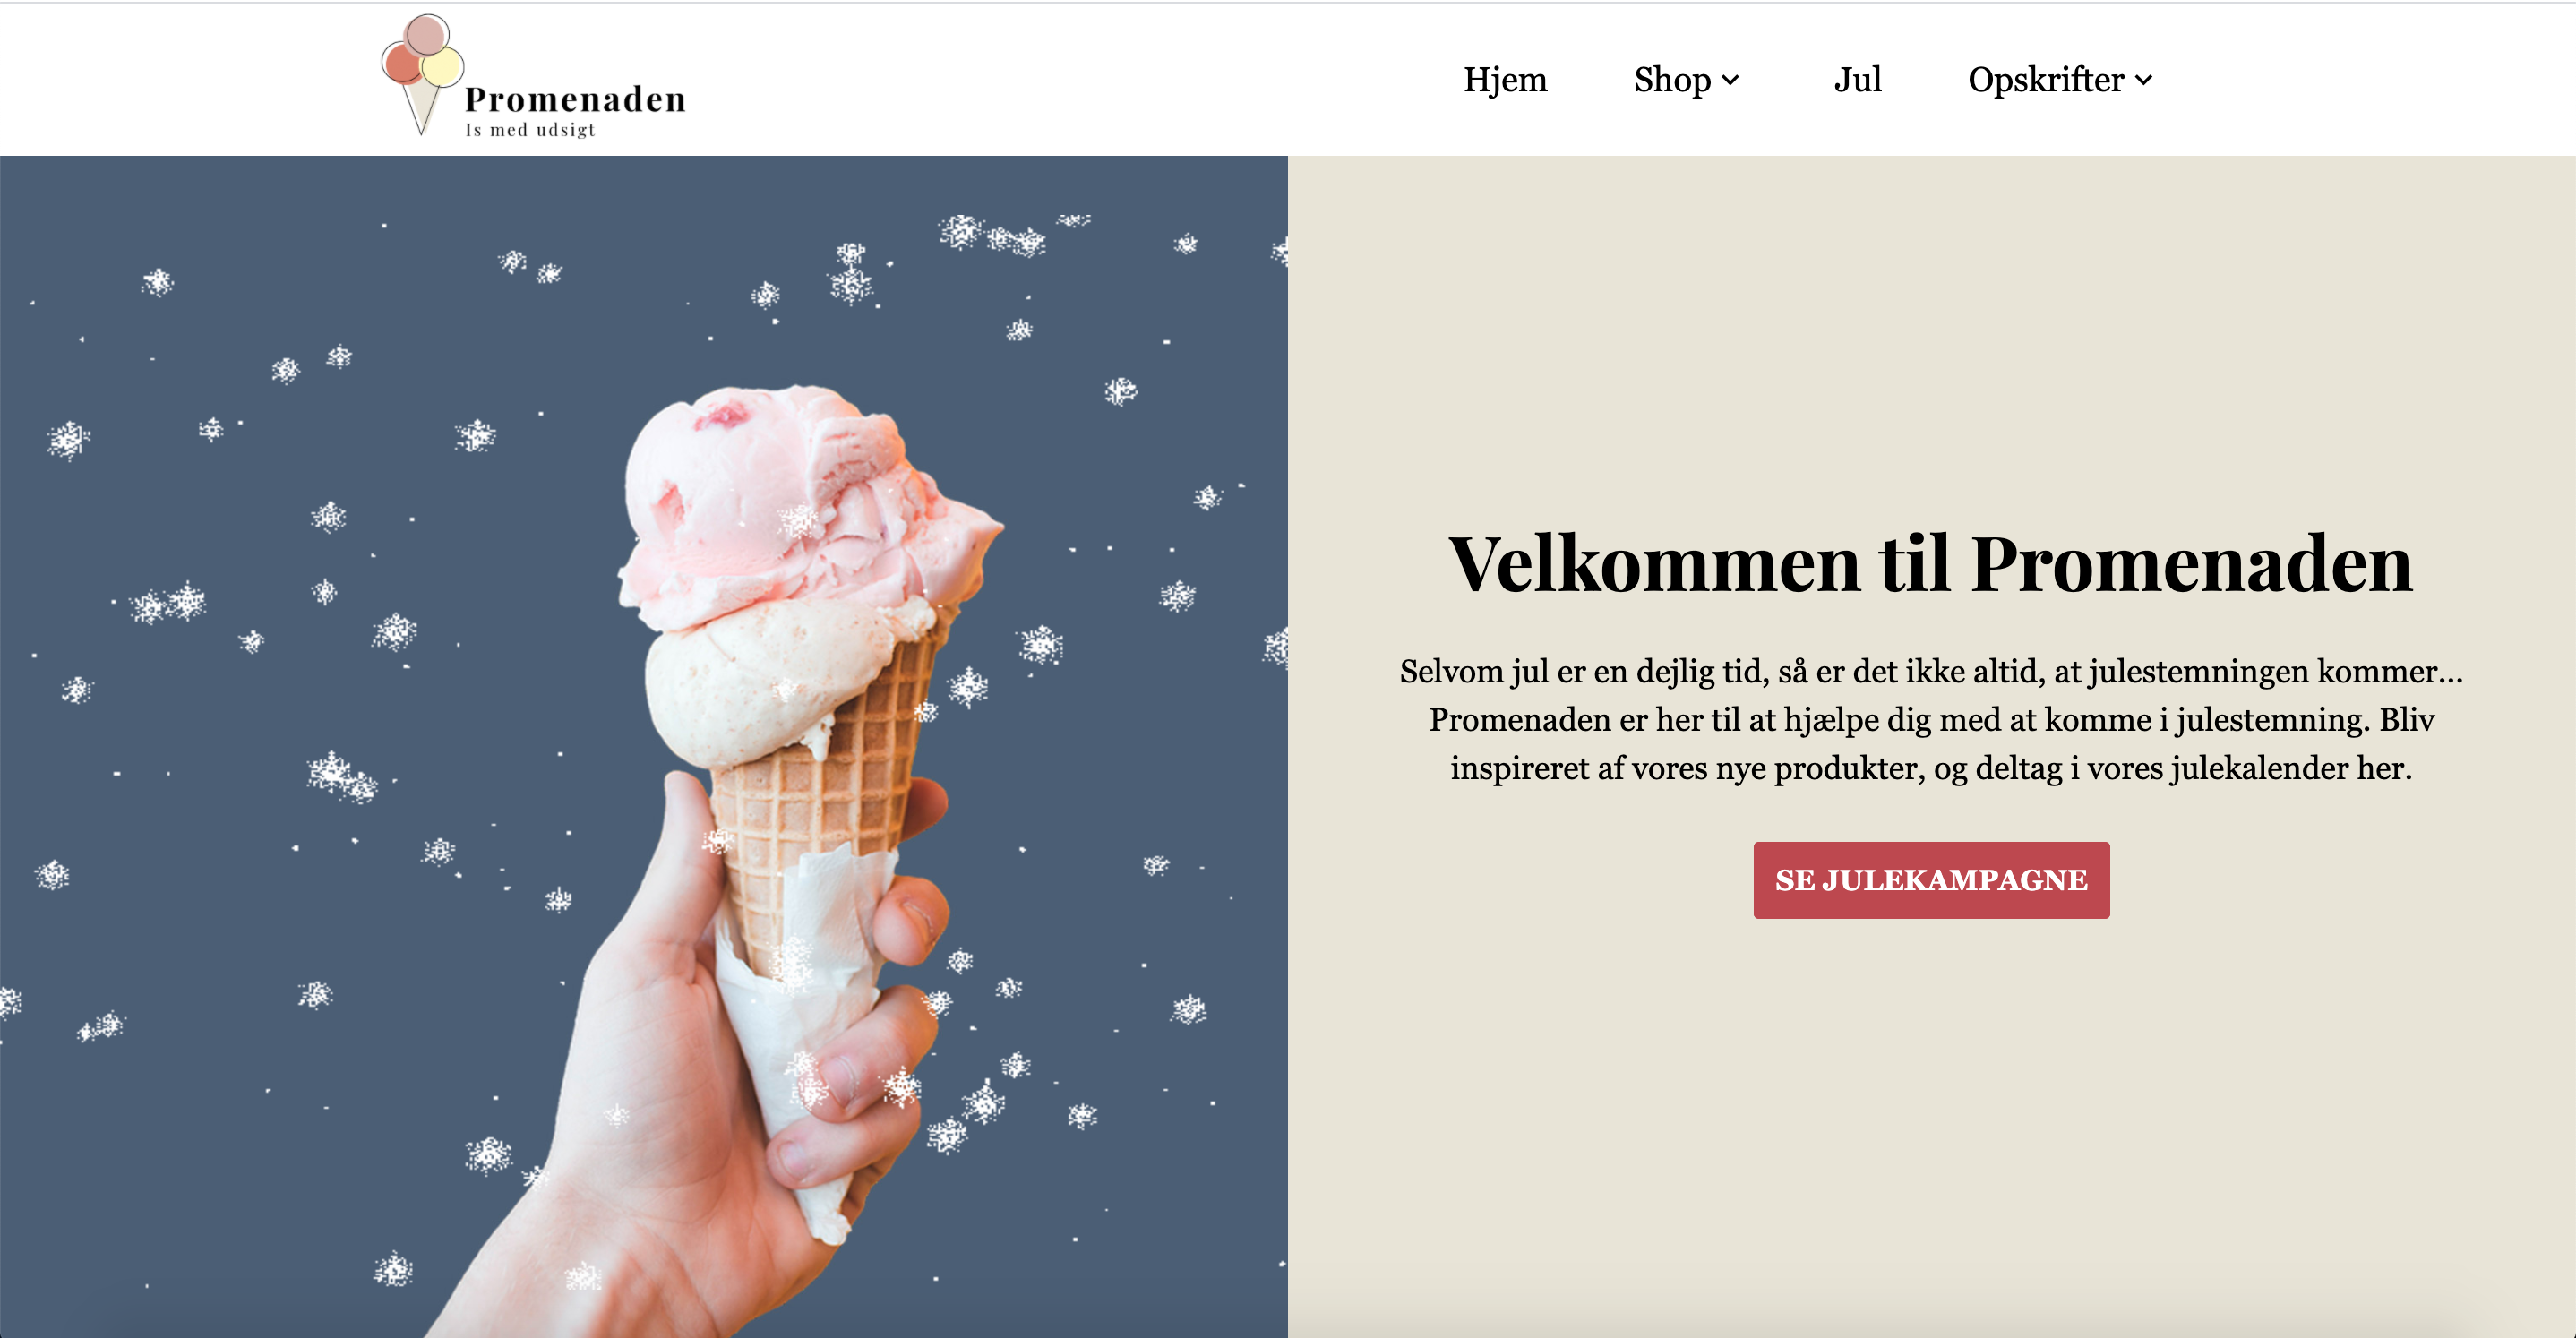 Promenaden
Is med udsigt
Hjem
Shop
Jul
Opskrifter
Velkommen til Promenaden
Selvom jul er en dejlig tid, så er det ikke altid, at julestemningen kommer...
Promenaden er her til at hjælpe dig med at komme i julestemning. Bliv
inspireret af vores nye produkter, og deltag i vores julekalender her.
SE JULEKAMPAGNE